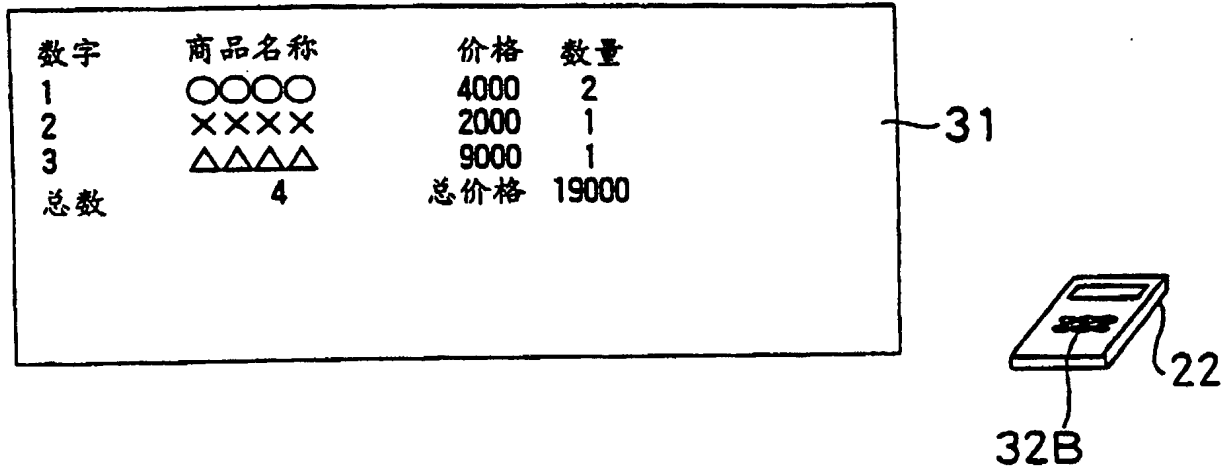 数字 商品名称 价格 数量
1 ○○○○ 4000 2
2 ×××× 2000 1
3 △△△△ 9000 1
总数 4 总价格 19000
31
22
32B